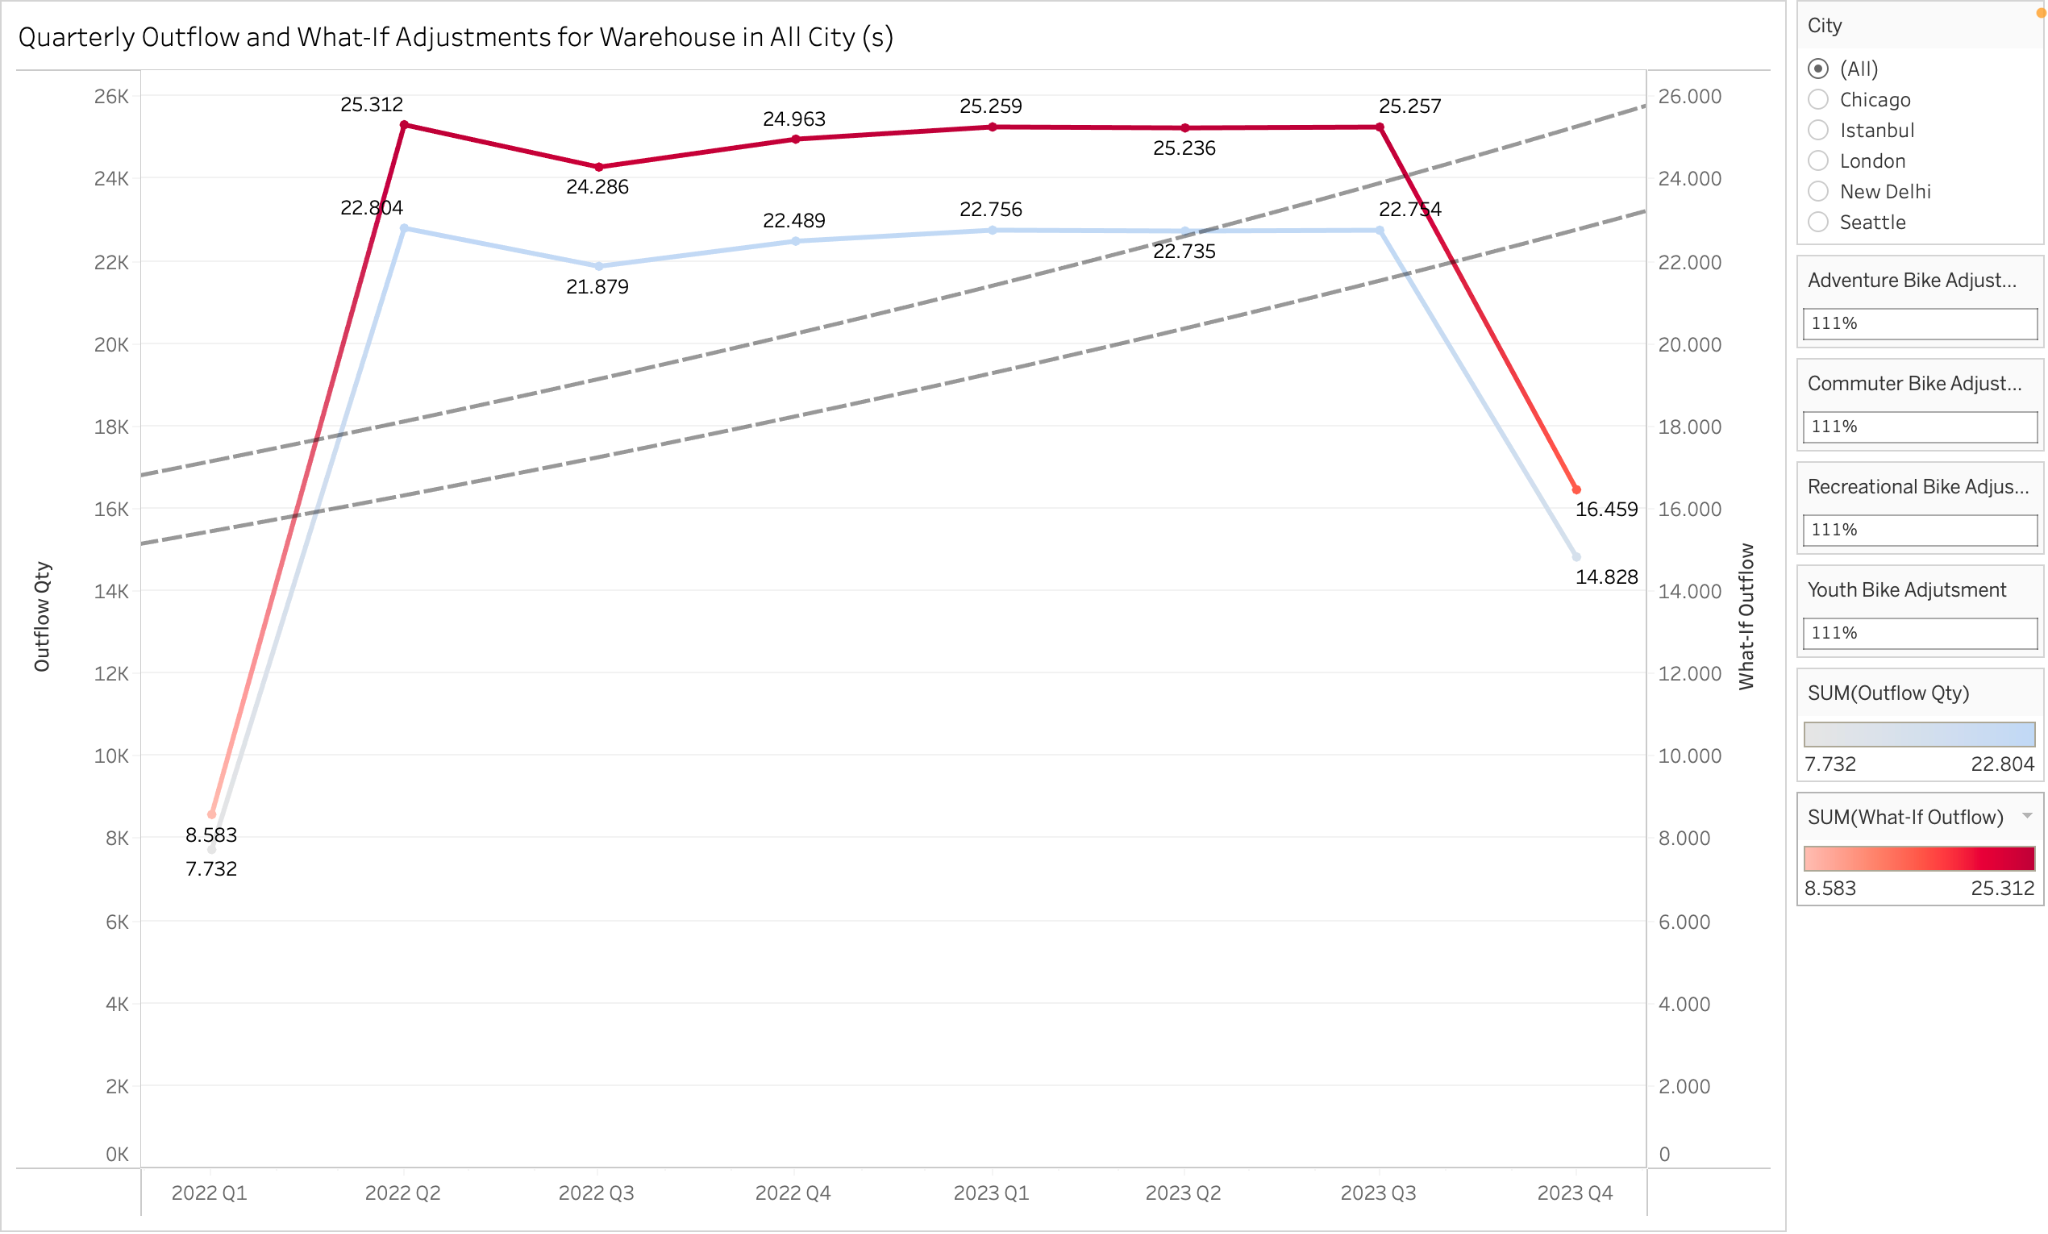 Quarterly Outflow and What-If Adjustments for Warehouse in All City (s)
26K
24K
22K
20K
18K
16K
14K
12K
10K
8K
6K
4K
2K
0K
Outflow Qty
25.312
24.286
24.963
25.259
25.236
25.257
16.459
22.804
21.879
22.489
22.756
22.735
22.754
14.828
8.583
7.732
26.000
24.000
22.000
20.000
18.000
16.000
14.000
12.000
10.000
8.000
6.000
4.000
2.000
0
What-If Outflow
2022 Q1
2022 Q2
2022 Q3
2022 Q4
2023 Q1
2023 Q2
2023 Q3
2023 Q4
City
(All)
Chicago
Istanbul
London
New Delhi
Seattle
Adventure Bike Adjust...
111%
Commuter Bike Adjust...
111%
Recreational Bike Adjus...
111%
Youth Bike Adjutsment
111%
SUM(Outflow Qty)
7.732 22.804
SUM(What-If Outflow)
8.583 25.312